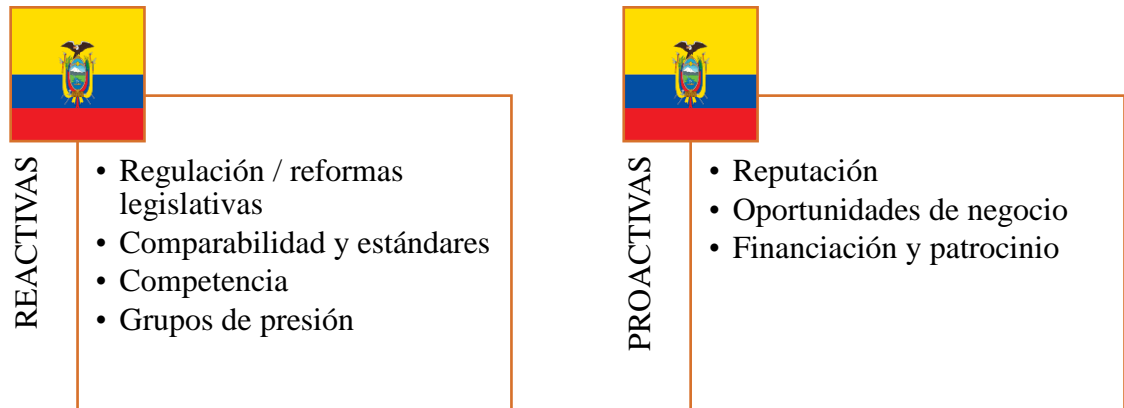 REACTIVAS
• Regulación / reformas
legislativas
• Comparabilidad y estándares
• Competencia
• Grupos de presión
PROACTIVAS
• Reputación
• Oportunidades de negocio
• Financiación y patrocinio